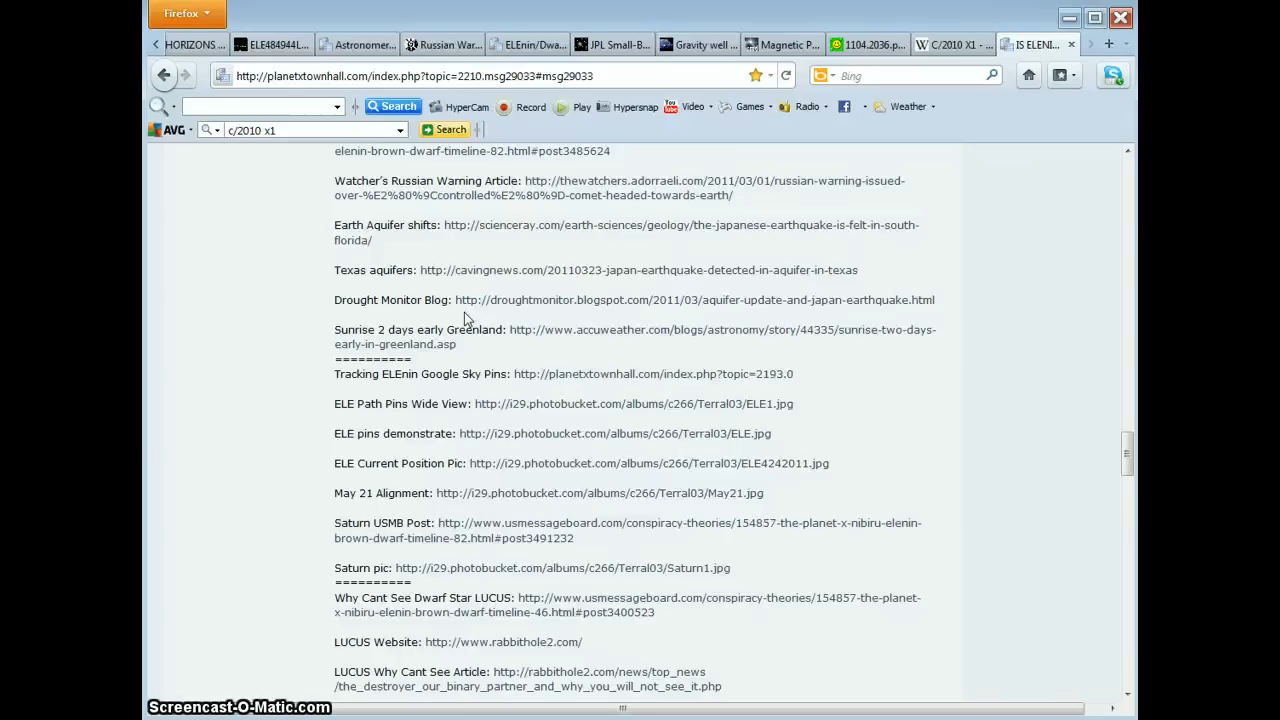 Firefox
HORIZONS ...
ELE484944L...
Astronomer...
Russian War...
ELEnin/Dwa...
JPL Small-B...
Gravity well ...
Magnetic P...
1104.2036.p...
C/2010 X1 - ...
IS ELENI...
http://planetxtownhall.com/index.php?topic=2210.msg29033#msg29033
Bing
Search
HyperCam
Record
Play
Hypersnap
Video
Games
Radio
Weather
AVG
c/2010 x1
Search
elenin-brown-dwarf-timeline-82.html#post3485624
Watcher's Russian Warning Article: http://thewatchers.adorraeli.com/2011/03/01/russian-warning-issued-
over-%E2%80%9Ccontrolled%E2%80%9D-comet-headed-towards-earth/
Earth Aquifer shifts: http://scienceray.com/earth-sciences/geology/the-japanese-earthquake-is-felt-in-south-
florida/
Texas aquifers: http://cavingnews.com/20110323-japan-earthquake-detected-in-aquifer-in-texas
Drought Monitor Blog: http://droughtmonitor.blogspot.com/2011/03/aquifer-update-and-japan-earthquake.html
Sunrise 2 days early Greenland: http://www.accuweather.com/blogs/astronomy/story/44335/sunrise-two-days-
early-in-greenland.asp
==========
Tracking ELEnin Google Sky Pins: http://planetxtownhall.com/index.php?topic=2193.0
ELE Path Pins Wide View: http://i29.photobucket.com/albums/c266/Terral03/ELE1.jpg
ELE pins demonstrate: http://i29.photobucket.com/albums/c266/Terral03/ELE.jpg
ELE Current Position Pic: http://i29.photobucket.com/albums/c266/Terral03/ELE4242011.jpg
May 21 Alignment: http://i29.photobucket.com/albums/c266/Terral03/May21.jpg
Saturn USMB Post: http://www.usmessageboard.com/conspiracy-theories/154857-the-planet-x-nibiru-elenin-
brown-dwarf-timeline-82.html#post3491232
Saturn pic: http://i29.photobucket.com/albums/c266/Terral03/Saturn1.jpg
==========
Why Cant See Dwarf Star LUCUS: http://www.usmessageboard.com/conspiracy-theories/154857-the-planet-
x-nibiru-elenin-brown-dwarf-timeline-46.html#post3400523
LUCUS Website: http://www.rabbithole2.com/
LUCUS Why Cant See Article: http://rabbithole2.com/news/top_news
/the_destroyer_our_binary_partner_and_why_you_will_not_see_it.php
Screencast-O-Matic.com